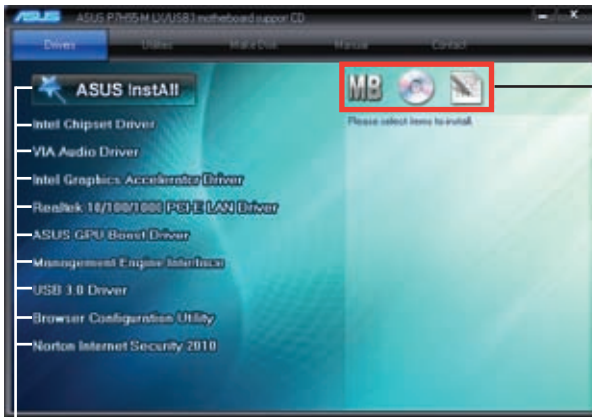 ASUS ASUS P7H55-M LX/USB3 motherboard support CD
Drivers Utilities Make Disk Manual Contact
ASUS InstAll
MB
Please select items to install.
Intel Chipset Driver
VIA Audio Driver
Intel Graphics Accelerator Driver
Realtek 10/100/1000 PCI-E LAN Driver
ASUS GPU Boost Driver
Management Engine Interface
USB 3.0 Driver
Browser Configuration Utility
Norton Internet Security 2010